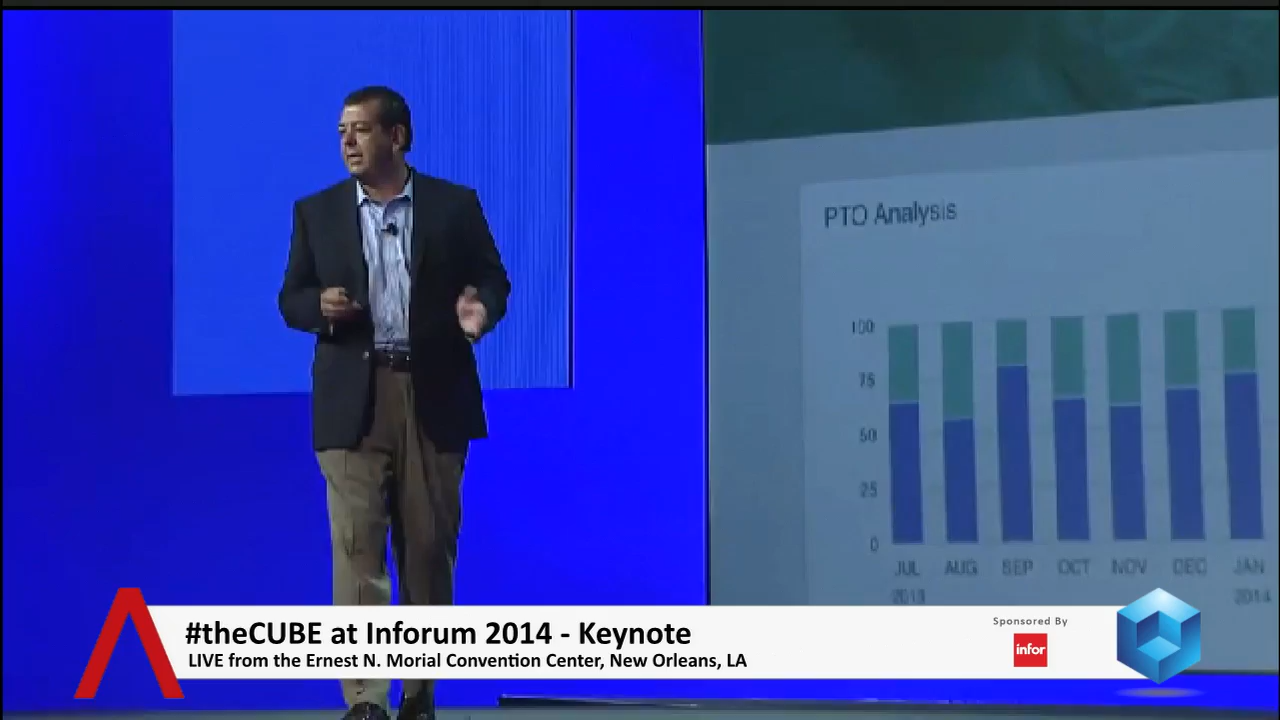 PTO Analysis
100
75
50
25
0
JUL AUG SEP OCT NOV DEC JAN
2013 2014
#theCUBE at Inforum 2014 - Keynote
LIVE from the Ernest N. Morial Convention Center, New Orleans, LA
Sponsored By
infor